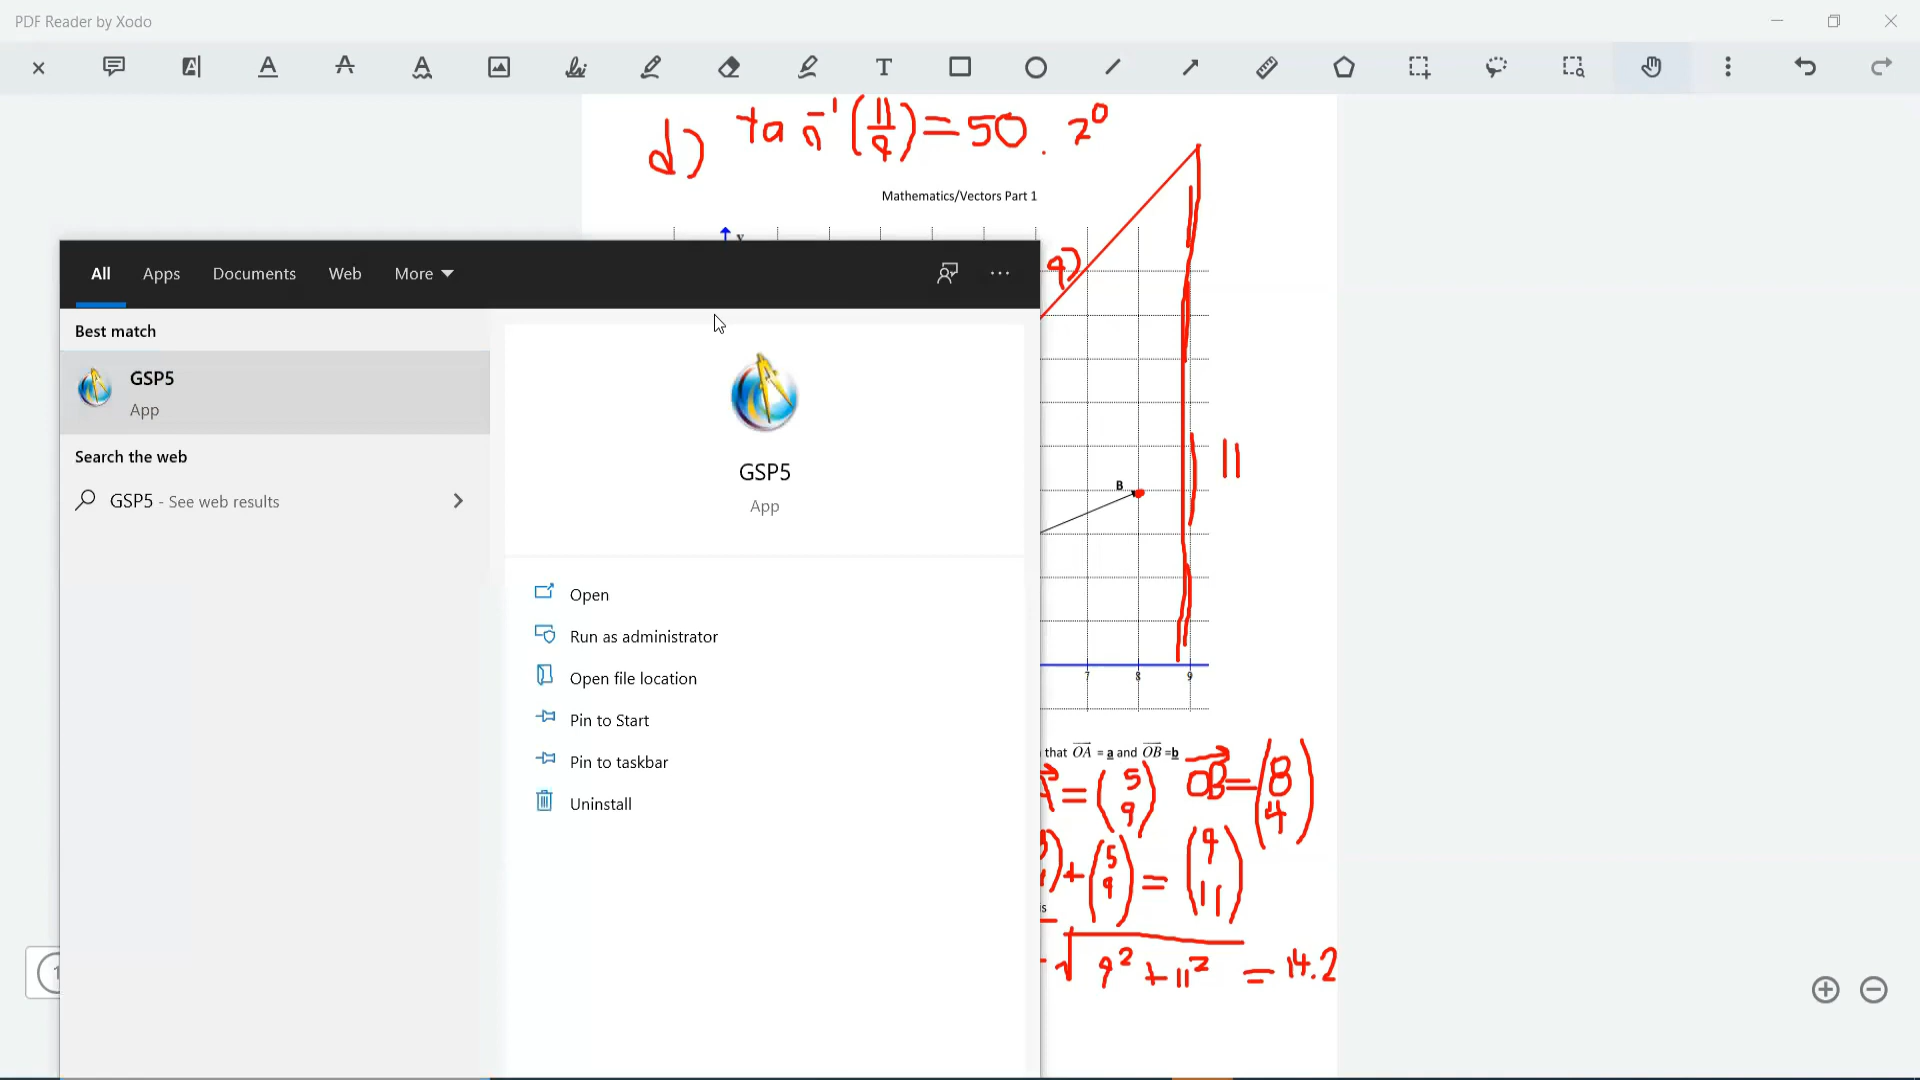 PDF Reader by Xodo
d) tan⁻¹(11/9)=50.7⁰
Mathematics/Vectors Part 1
y
All Apps Documents Web More
Best match
GSP5
App
Search the web
GSP5 - See web results
GSP5
App
Open
Run as administrator
Open file location
Pin to Start
Pin to taskbar
Uninstall
9)
11
B
7 8 9
that OA = a and OB =b
= (5 9) OB = (8 4)
+ (5 9) = (9 11)
is
√9² + 11² = 14.2